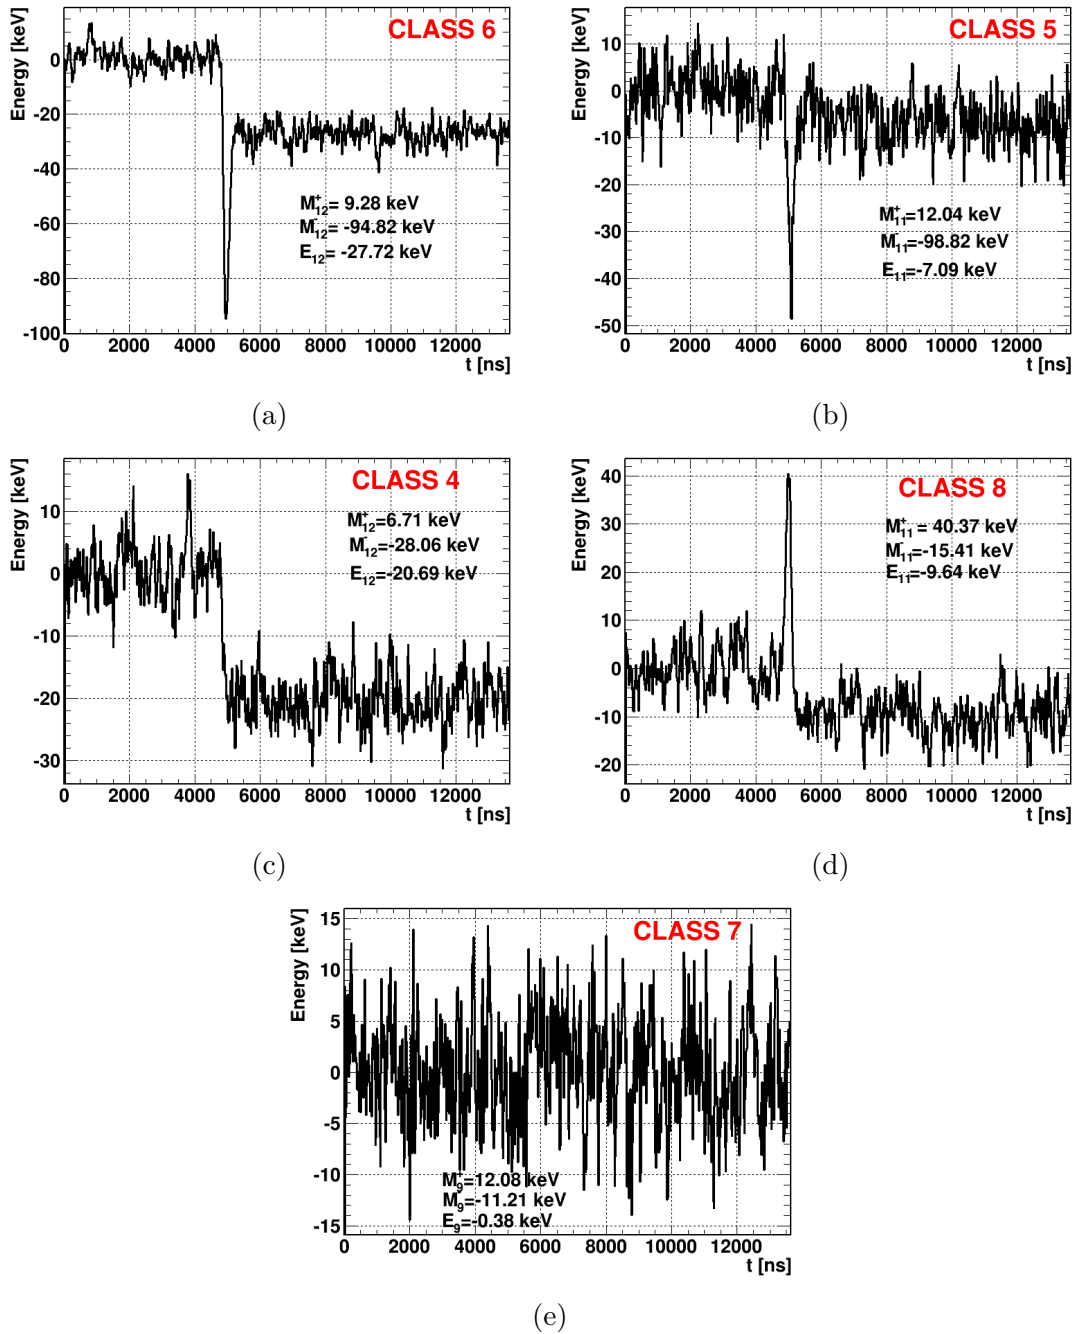 CLASS 6
Energy [keV]
0
-20
-40
-60
-80
-100
M⁺₁₂= 9.28 keV
M⁻₁₂= -94.82 keV
E₁₂= -27.72 keV
0 2000 4000 6000 8000 10000 12000
t [ns]
(a)
CLASS 5
Energy [keV]
10
0
-10
-20
-30
-40
-50
M⁺₁₁=12.04 keV
M⁻₁₁=-98.82 keV
E₁₁=-7.09 keV
0 2000 4000 6000 8000 10000 12000
t [ns]
(b)
CLASS 4
Energy [keV]
10
0
-10
-20
-30
M⁺₁₂=6.71 keV
M⁻₁₂=-28.06 keV
E₁₂=-20.69 keV
0 2000 4000 6000 8000 10000 12000
t [ns]
(c)
CLASS 8
Energy [keV]
40
30
20
10
0
-10
-20
M⁺₁₁ = 40.37 keV
M⁻₁₁=-15.41 keV
E₁₁=-9.64 keV
0 2000 4000 6000 8000 10000 12000
t [ns]
(d)
CLASS 7
Energy [keV]
15
10
5
0
-5
-10
-15
M⁺₉=12.08 keV
M⁻₉=-11.21 keV
E₉=-0.38 keV
0 2000 4000 6000 8000 10000 12000
t [ns]
(e)